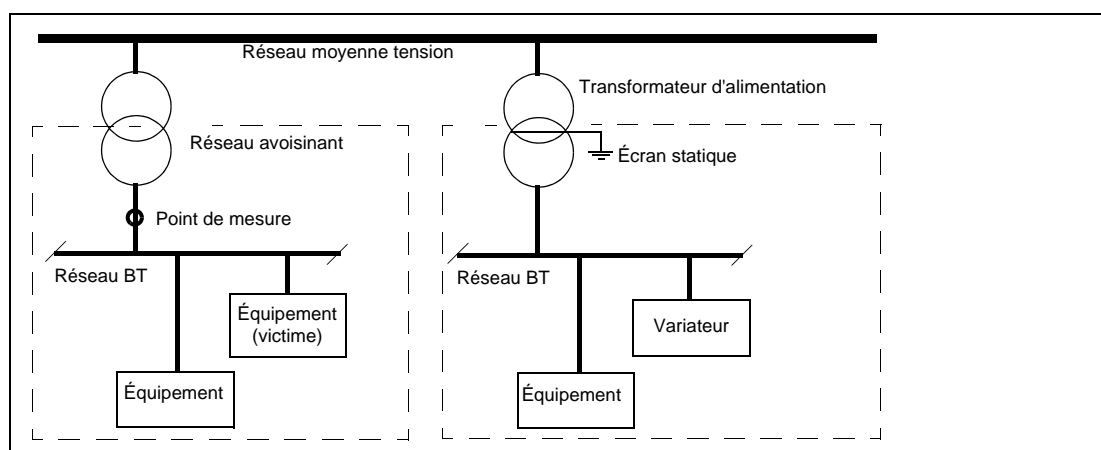 Réseau moyenne tension
Transformateur d'alimentation
Réseau avoisinant
Écran statique
Point de mesure
Réseau BT
Réseau BT
Équipement
(victime)
Variateur
Équipement
Équipement